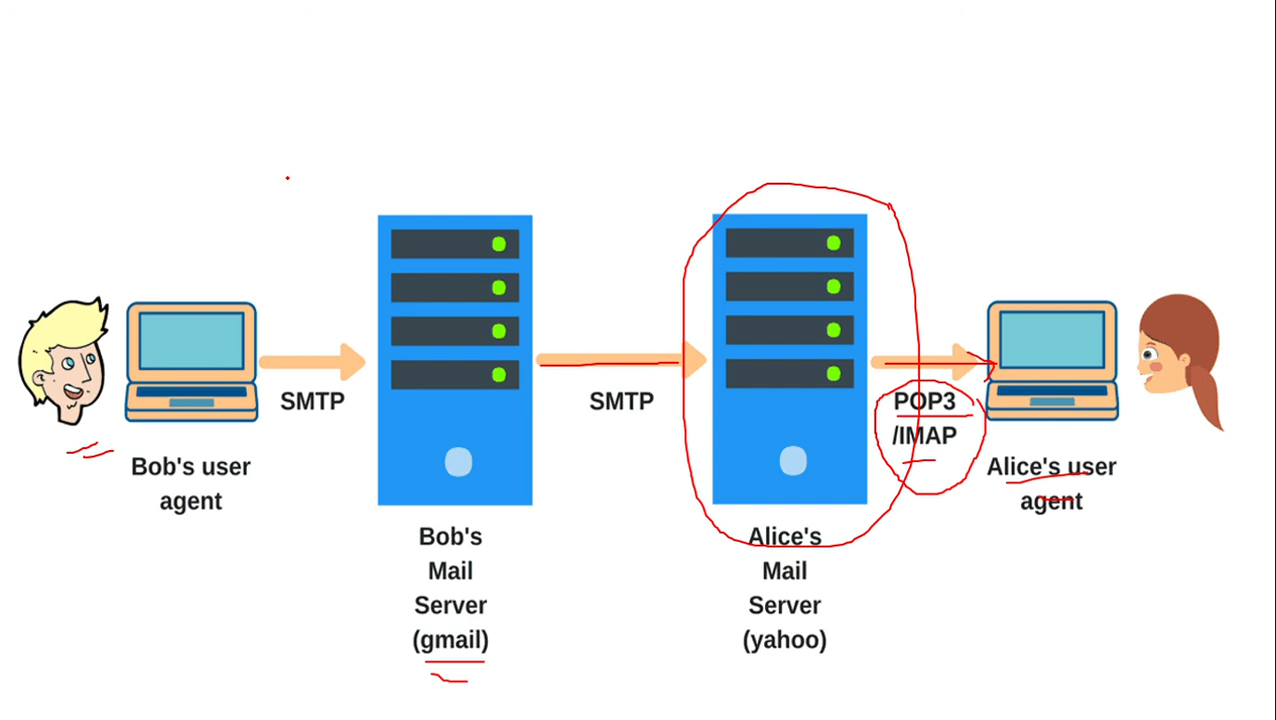 SMTP
SMTP
POP3
/IMAP
Bob's user
agent
Alice's user
agent
Bob's
Mail
Server
(gmail)
Alice's
Mail
Server
(yahoo)